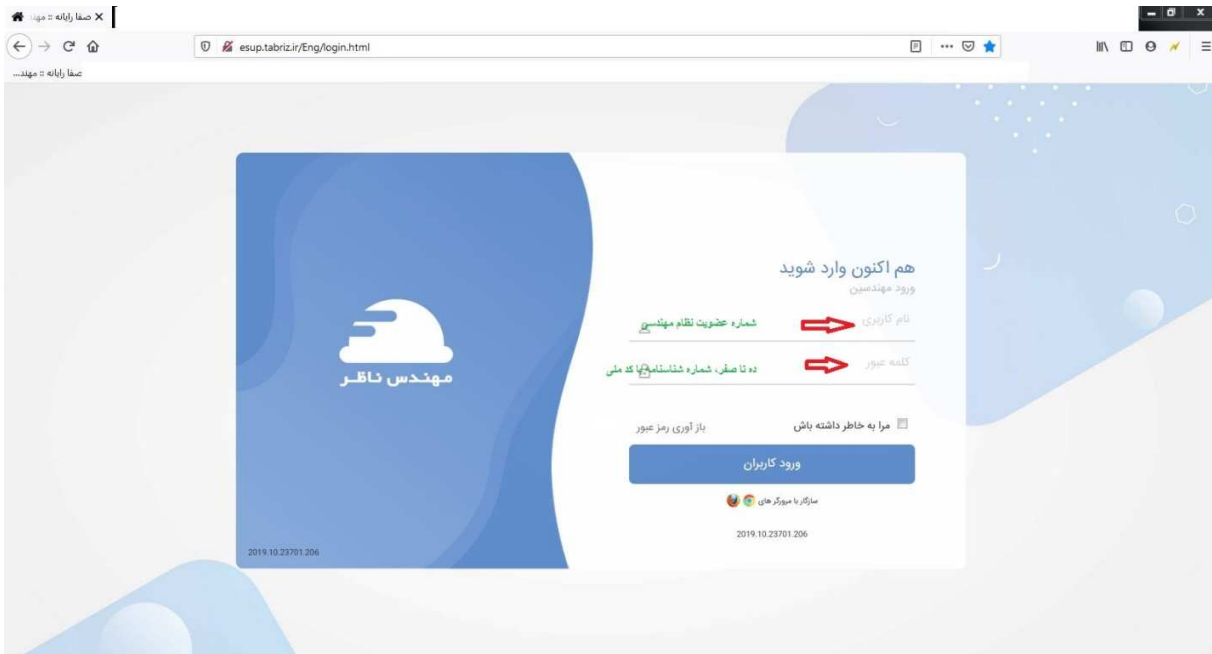 صفا رایانه :: مهند
esup.tabriz.ir/Eng/login.html
صفا رایانه :: مهند...
هم اکنون وارد شوید
ورود مهندسین
نام کاربری
شماره عضویت نظام مهندسی
کلمه عبور
ده تا صفر، شماره شناسنامه یا کد ملی
مرا به خاطر داشته باش
باز آوری رمز عبور
ورود کاربران
سازگار با مرورگر های
2019.10.23701.206
مهندس ناظر
2019.10.23701.206